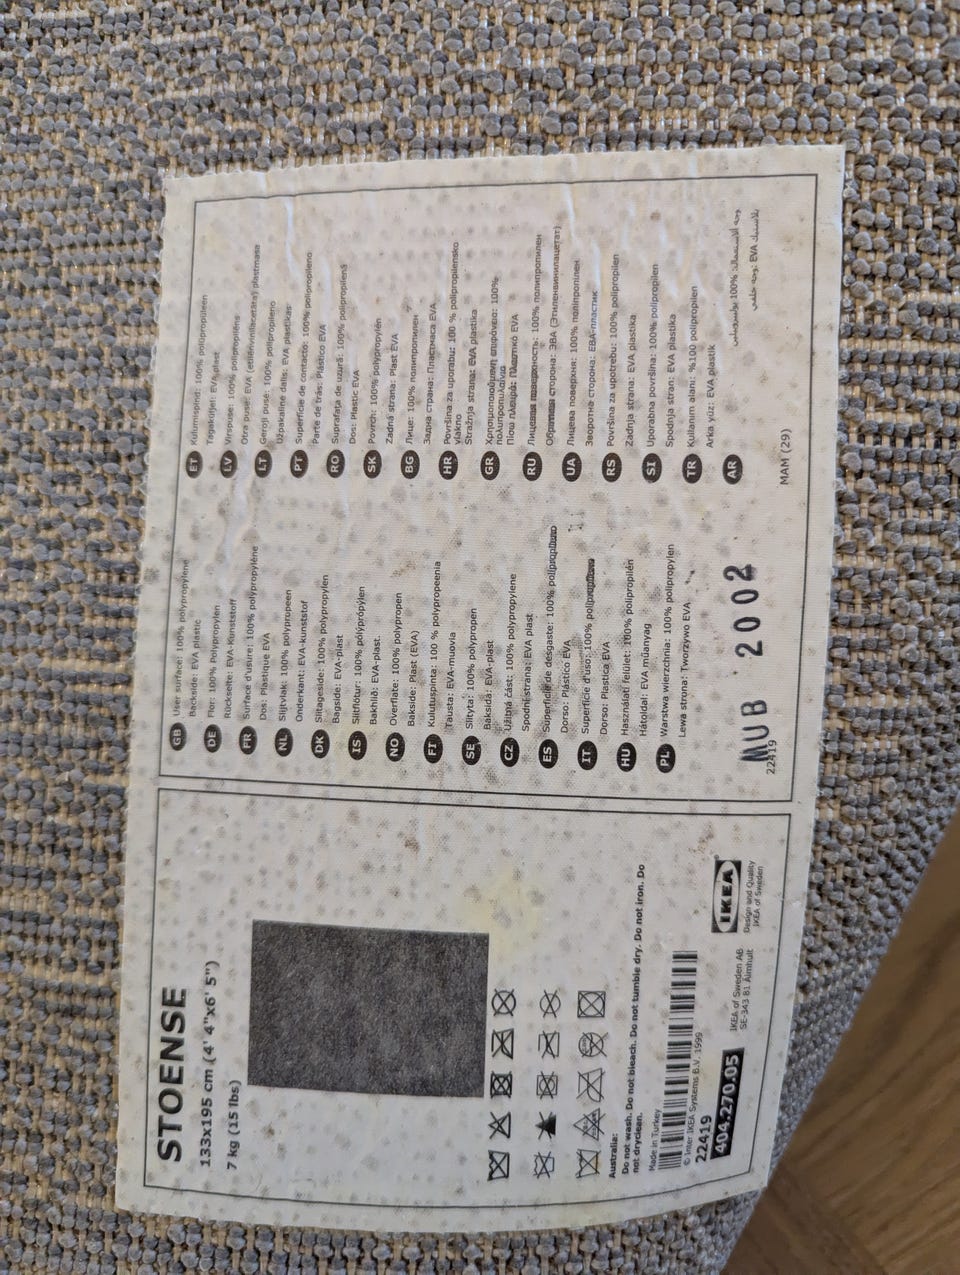 STOENSE
133x195 cm (4' 4"x6' 5")
7 kg (15 lbs)
Australia:
Do not wash. Do not bleach. Do not tumble dry. Do not iron. Do
not dryclean.
Made in Turkey
© Inter IKEA Systems B.V. 1999
22419
404.270.05
IKEA of Sweden AB
SE-343 81 Älmhult
IKEA
Design and Quality
IKEA of Sweden
GB User surface: 100% polypropylene
Backside: EVA plastic
DE Flor: 100% Polypropylen
Rückseite: EVA-Kunststoff
FR Surface d'usure: 100% polypropylène
Dos: Plastique EVA
NL Slijtvlak: 100% polypropeen
Onderkant: EVA-kunststof
DK Slitageside: 100% polypropylen
Bagside: EVA-plast
IS Slitflötur: 100% pólýprópýlen
Bakhlið: EVA-plast.
NO Overflate: 100% polypropen
Bakside: Plast (EVA)
FI Kulutuspinta: 100 % polypropeenia
Tausta: EVA-muovia
SE Slityta: 100% polypropen
Baksida: EVA-plast
CZ Užitná část: 100% polypropylene
Spodní strana: EVA plast
ES Superficie de desgaste: 100% polipropileno
Dorso: Plástico EVA
IT Superficie d'uso: 100% polipropilene
Dorso: Plastica EVA
HU Használati felület: 100% polipropilén
Hátoldal: EVA műanyag
PL Warstwa wierzchnia: 100% polipropylen
Lewa strona: Tworzywo EVA
MUB 2002
22419
ET Kulumispind: 100% polüpropüleen
Tagaküljet: EVA plast
LV Virspuse: 100% polipropilēns
Otra puse: EVA (etilēnvinilacetāta) plastmasa
LT Geroji pusė: 100% polipropileno
Užpakalinė dalis: EVA plastikas
PT Superfície de contacto: 100% polipropileno
Parte de trás: Plástico EVA
RO Suprafaţa de uzură: 100% polipropilenă
Dos: Plastic EVA
SK Povrch: 100% polypropylén
Zadná strana: Plast EVA
BG Лице: 100% полипропилен
Задна страна: Пластмаса EVA
HR Površina za uporabu: 100 % polipropilensko
vlakno
Stražnja strana: EVA plastika
GR Χρησιμοποιούμενη επιφάνεια: 100%
πολυπροπυλένιο
Πίσω πλευρά: Πλαστικό EVA
RU Лицевая поверхность: 100% полипропилен
Обратная сторона: ЭВА (Этиленвинилацетат)
UA Лицева поверхня: 100% поліпропілен
Зворотна сторона: ЕВА-пластик
RS Površina za upotrebu: 100% polipropilen
Zadnja strana: EVA plastika
SI Uporabna površina: 100% polipropilen
Spodnja stran: EVA plastika
TR Kullanım alanı: %100 polipropilen
Arka yüz: EVA plastik
AR وجه الاستعمال: 100% بولبروبيلين
وجه خلفي: EVA بلاستيك
MAM (29)